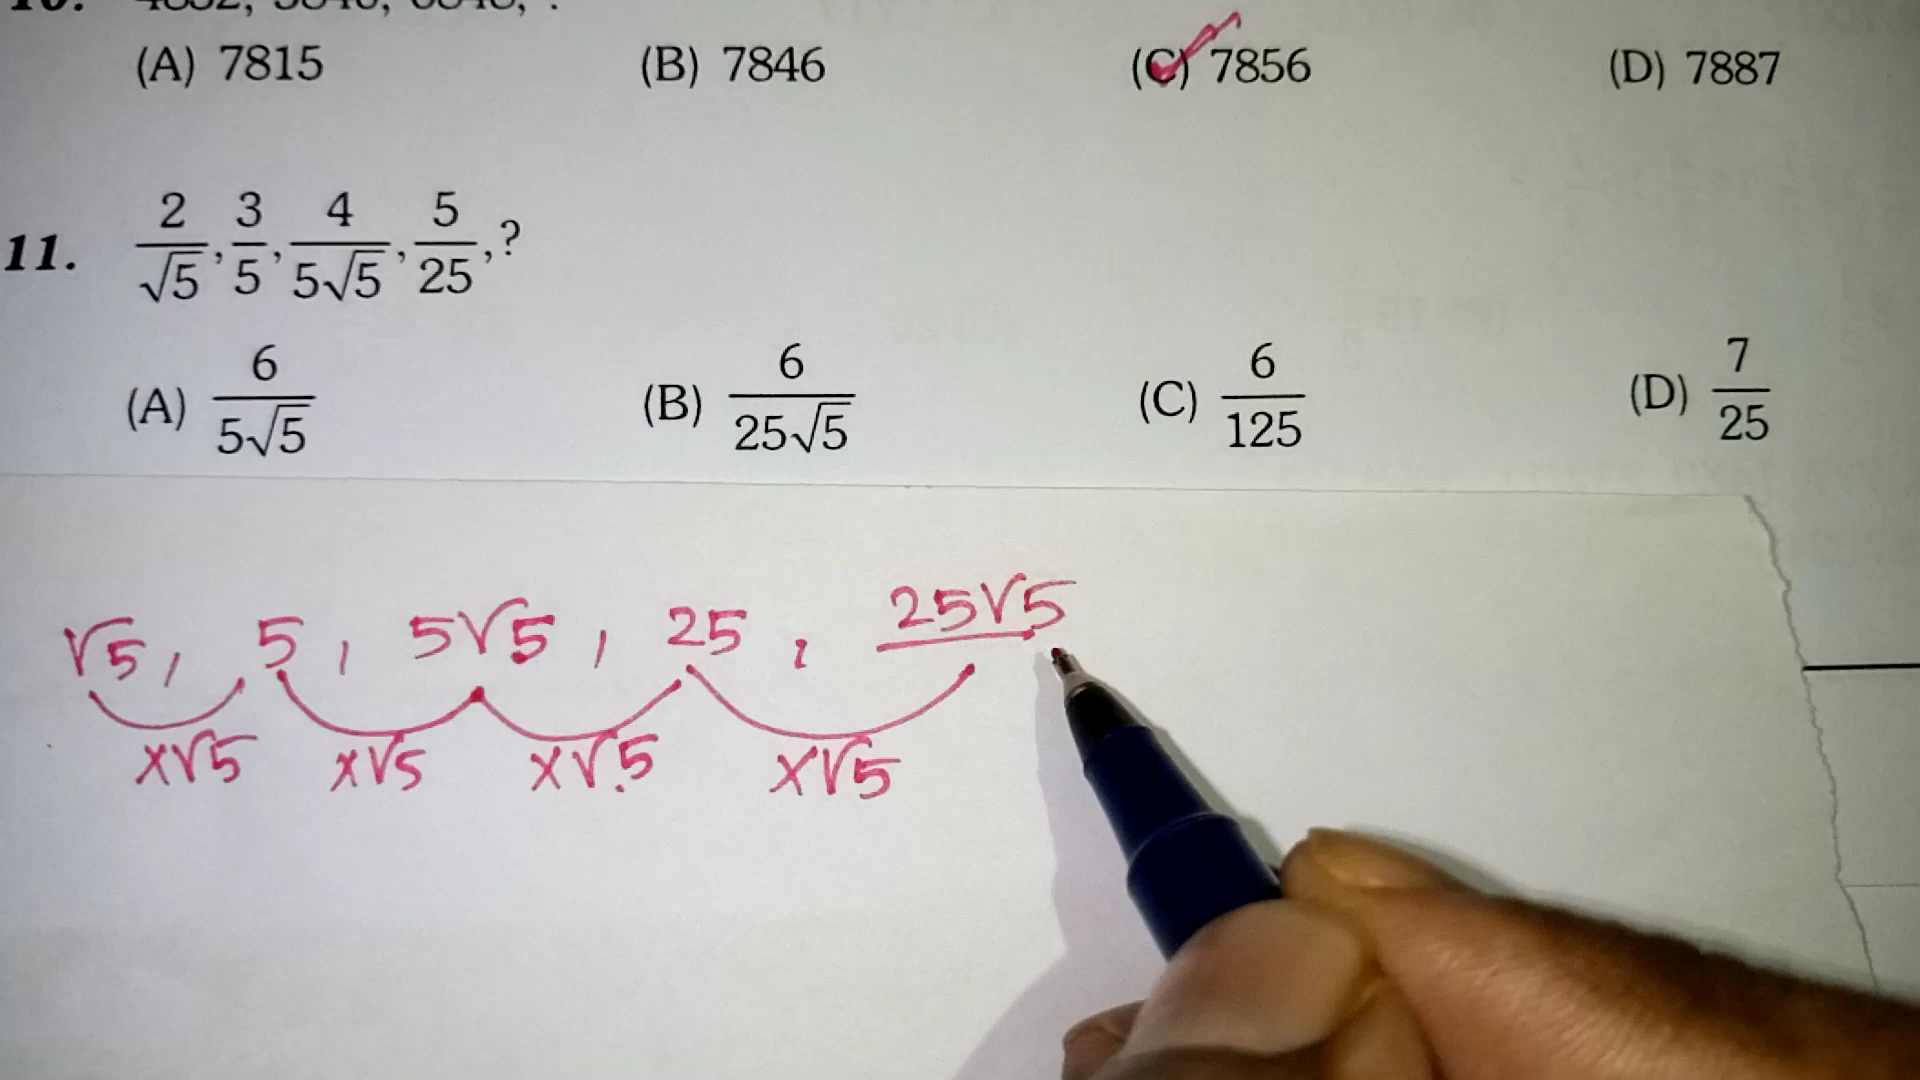 (A) 7815 (B) 7846 (C) 7856 (D) 7887
11. 2/√5, 3/5, 4/5√5, 5/25, ?
(A) 6/5√5 (B) 6/25√5 (C) 6/125 (D) 7/25
√5, 5, 5√5, 25, 25√5
×√5 ×√5 ×√5 ×√5